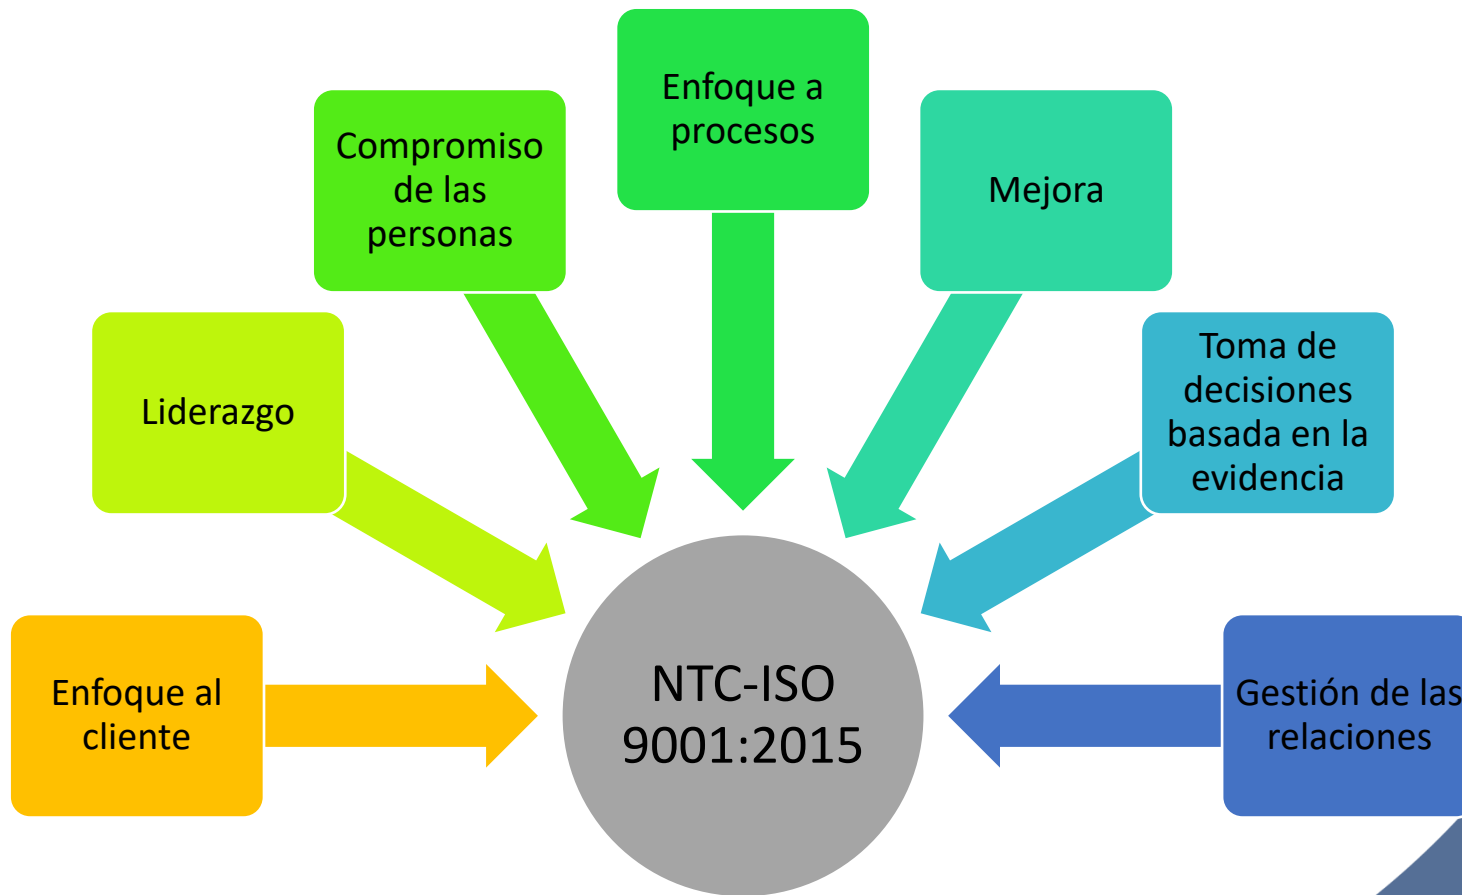 Enfoque a
procesos
Compromiso
de las
personas
Mejora
Liderazgo
Toma de
decisiones
basada en la
evidencia
Enfoque al
cliente
NTC-ISO
9001:2015
Gestión de las
relaciones